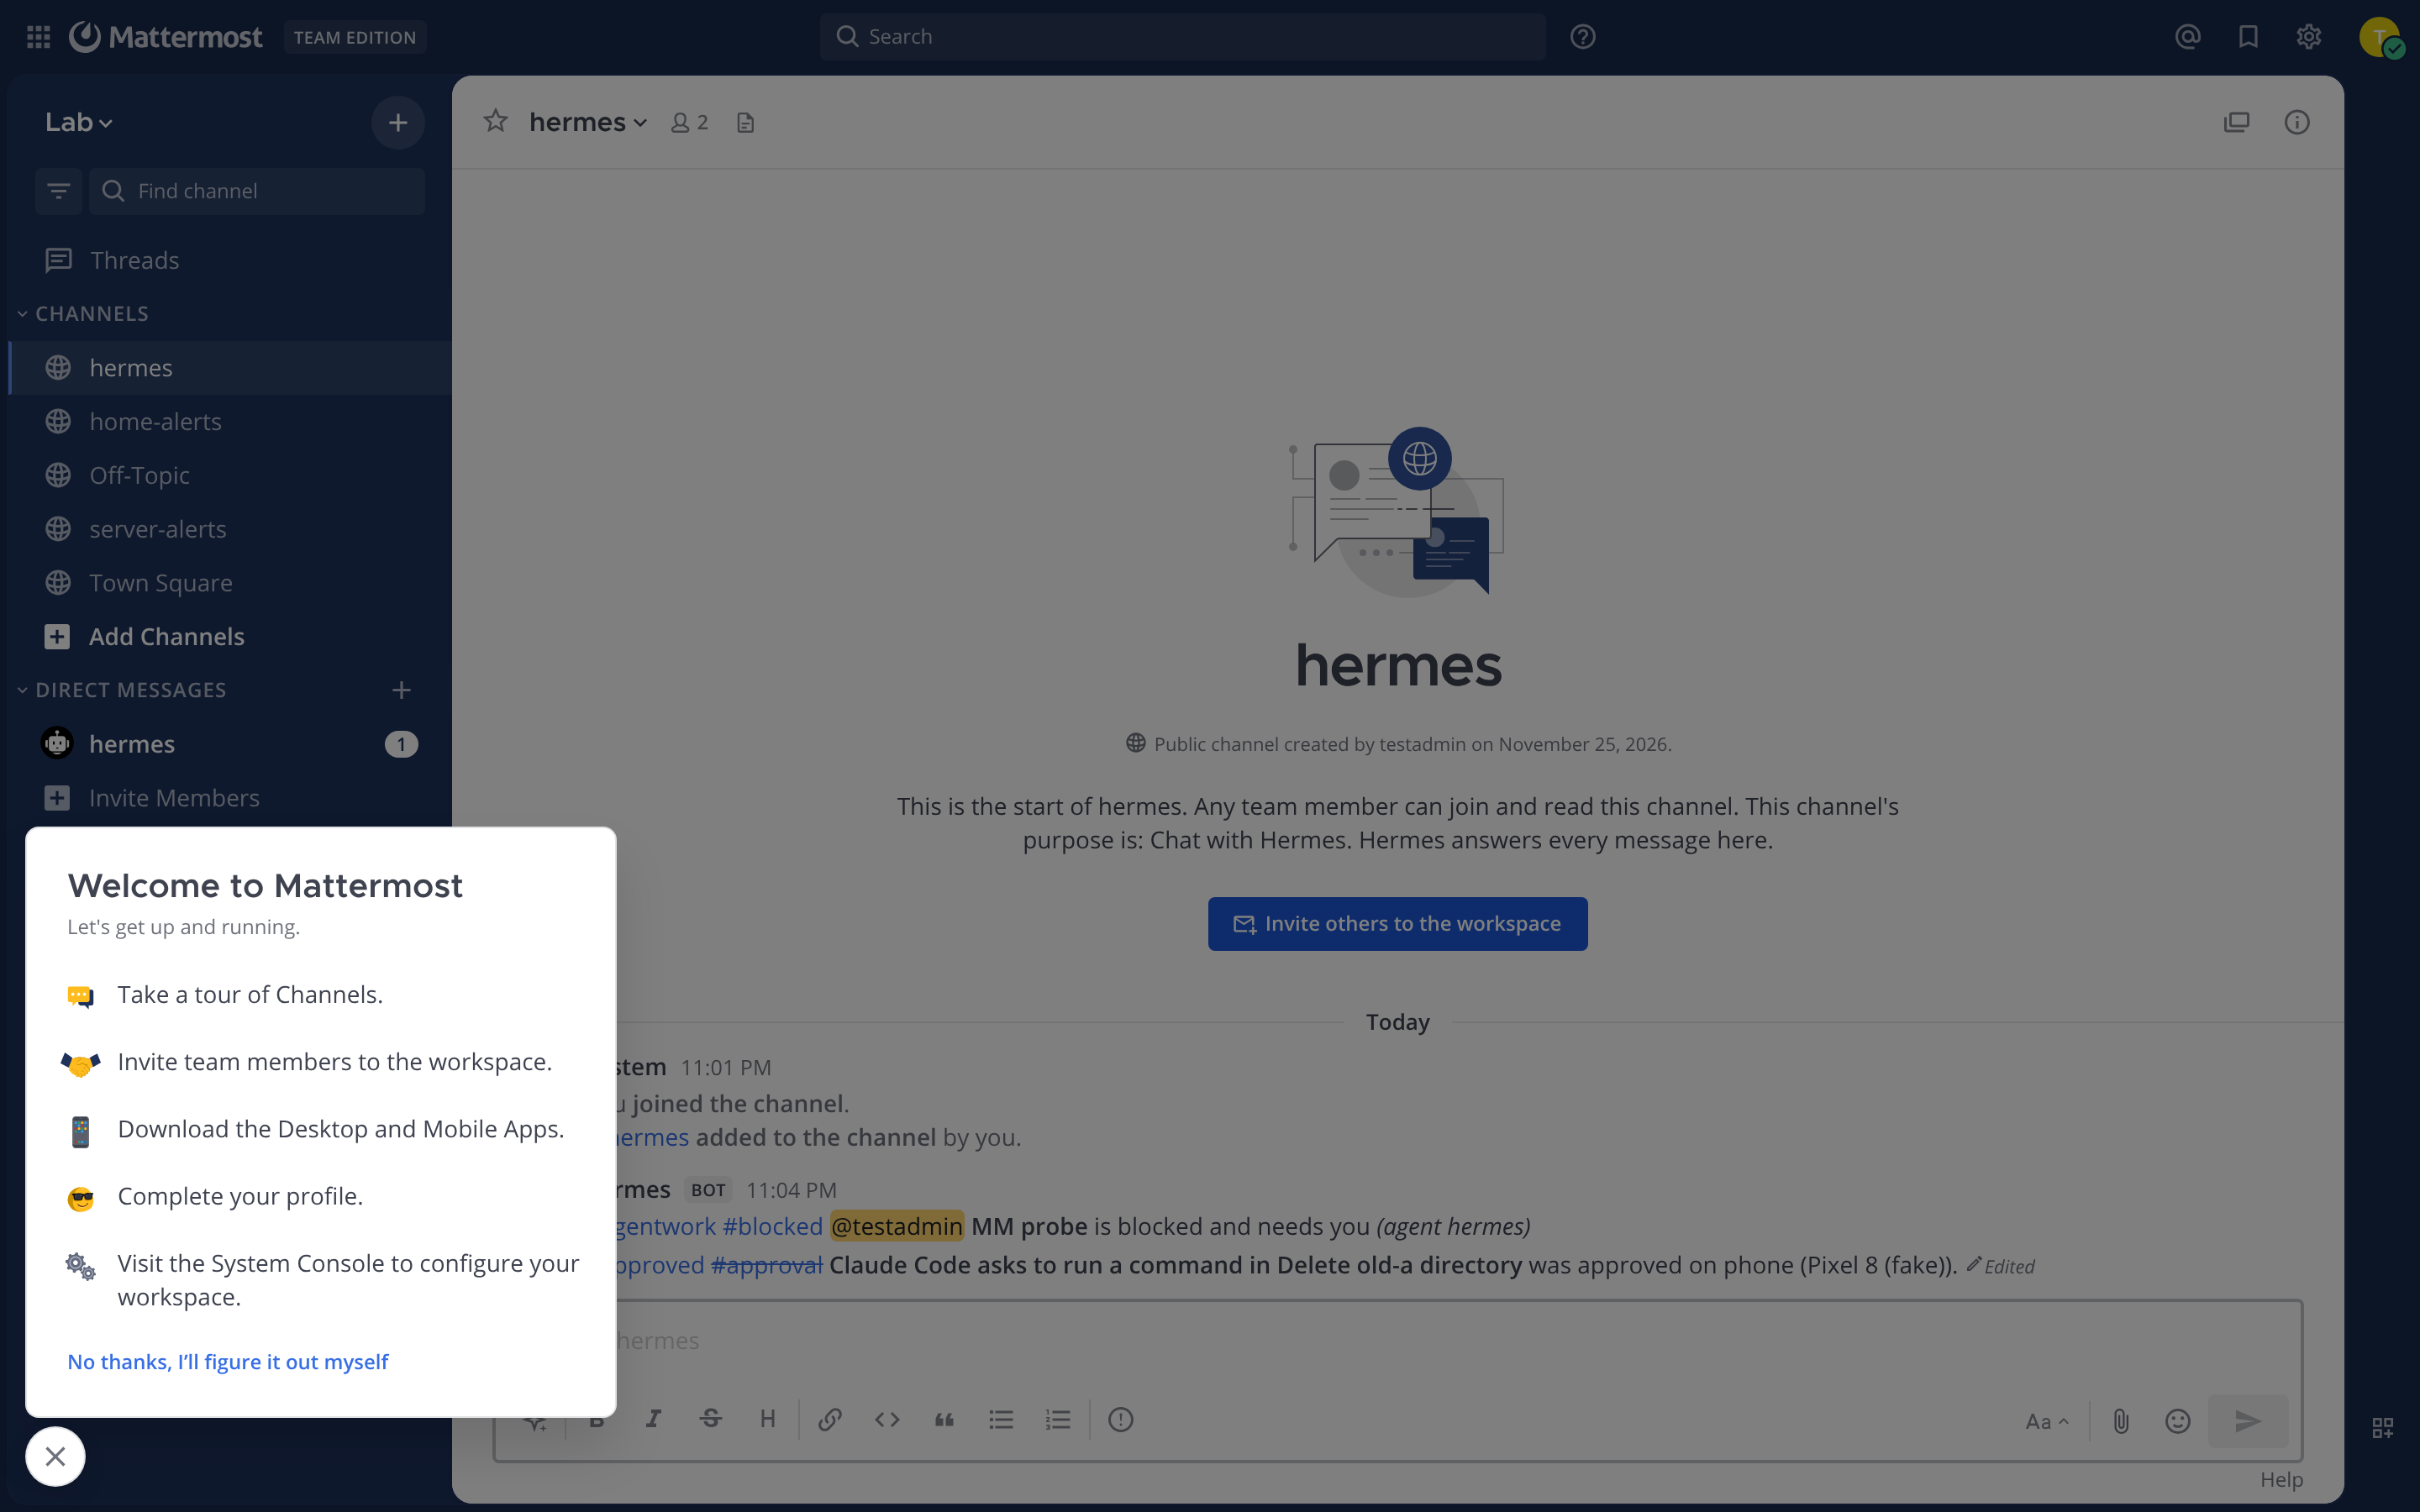 Mattermost
TEAM EDITION
Search
T
Lab
Find channel
Threads
CHANNELS
hermes
home-alerts
Off-Topic
server-alerts
Town Square
Add Channels
DIRECT MESSAGES
hermes 1
Invite Members
Welcome to Mattermost
Let's get up and running.
Take a tour of Channels.
Invite team members to the workspace.
Download the Desktop and Mobile Apps.
Complete your profile.
Visit the System Console to configure your
workspace.
No thanks, I'll figure it out myself
hermes 2
hermes
Public channel created by testadmin on November 25, 2026.
This is the start of hermes. Any team member can join and read this channel. This channel's
purpose is: Chat with Hermes. Hermes answers every message here.
Invite others to the workspace
Today
stem 11:01 PM
u joined the channel.
hermes added to the channel by you.
rmes BOT 11:04 PM
gentwork #blocked @testadmin MM probe is blocked and needs you (agent hermes)
pproved #approval Claude Code asks to run a command in Delete old-a directory was approved on phone (Pixel 8 (fake)). Edited
hermes
B I S H
Aa
Help